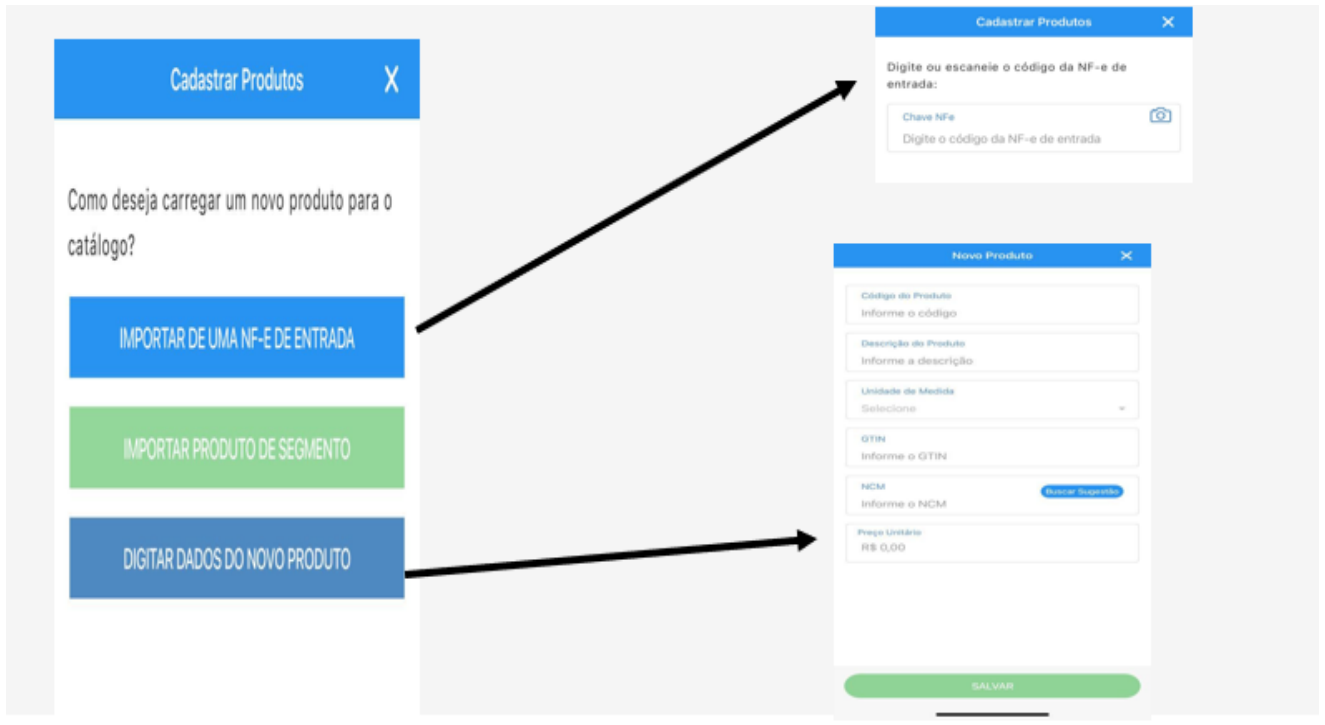 Cadastrar Produtos X
Como deseja carregar um novo produto para o
catálogo?
IMPORTAR DE UMA NF-E DE ENTRADA
IMPORTAR PRODUTO DE SEGMENTO
DIGITAR DADOS DO NOVO PRODUTO
Cadastrar Produtos X
Digite ou escaneie o código da NF-e de
entrada:
Chave NFe
Digite o código da NF-e de entrada
Novo Produto X
Código do Produto
Informe o código
Descrição do Produto
Informe a descrição
Unidade de Medida
Selecione
GTIN
Informe o GTIN
NCM
Buscar Sugestão
Informe o NCM
Preço Unitário
R$ 0,00
SALVAR